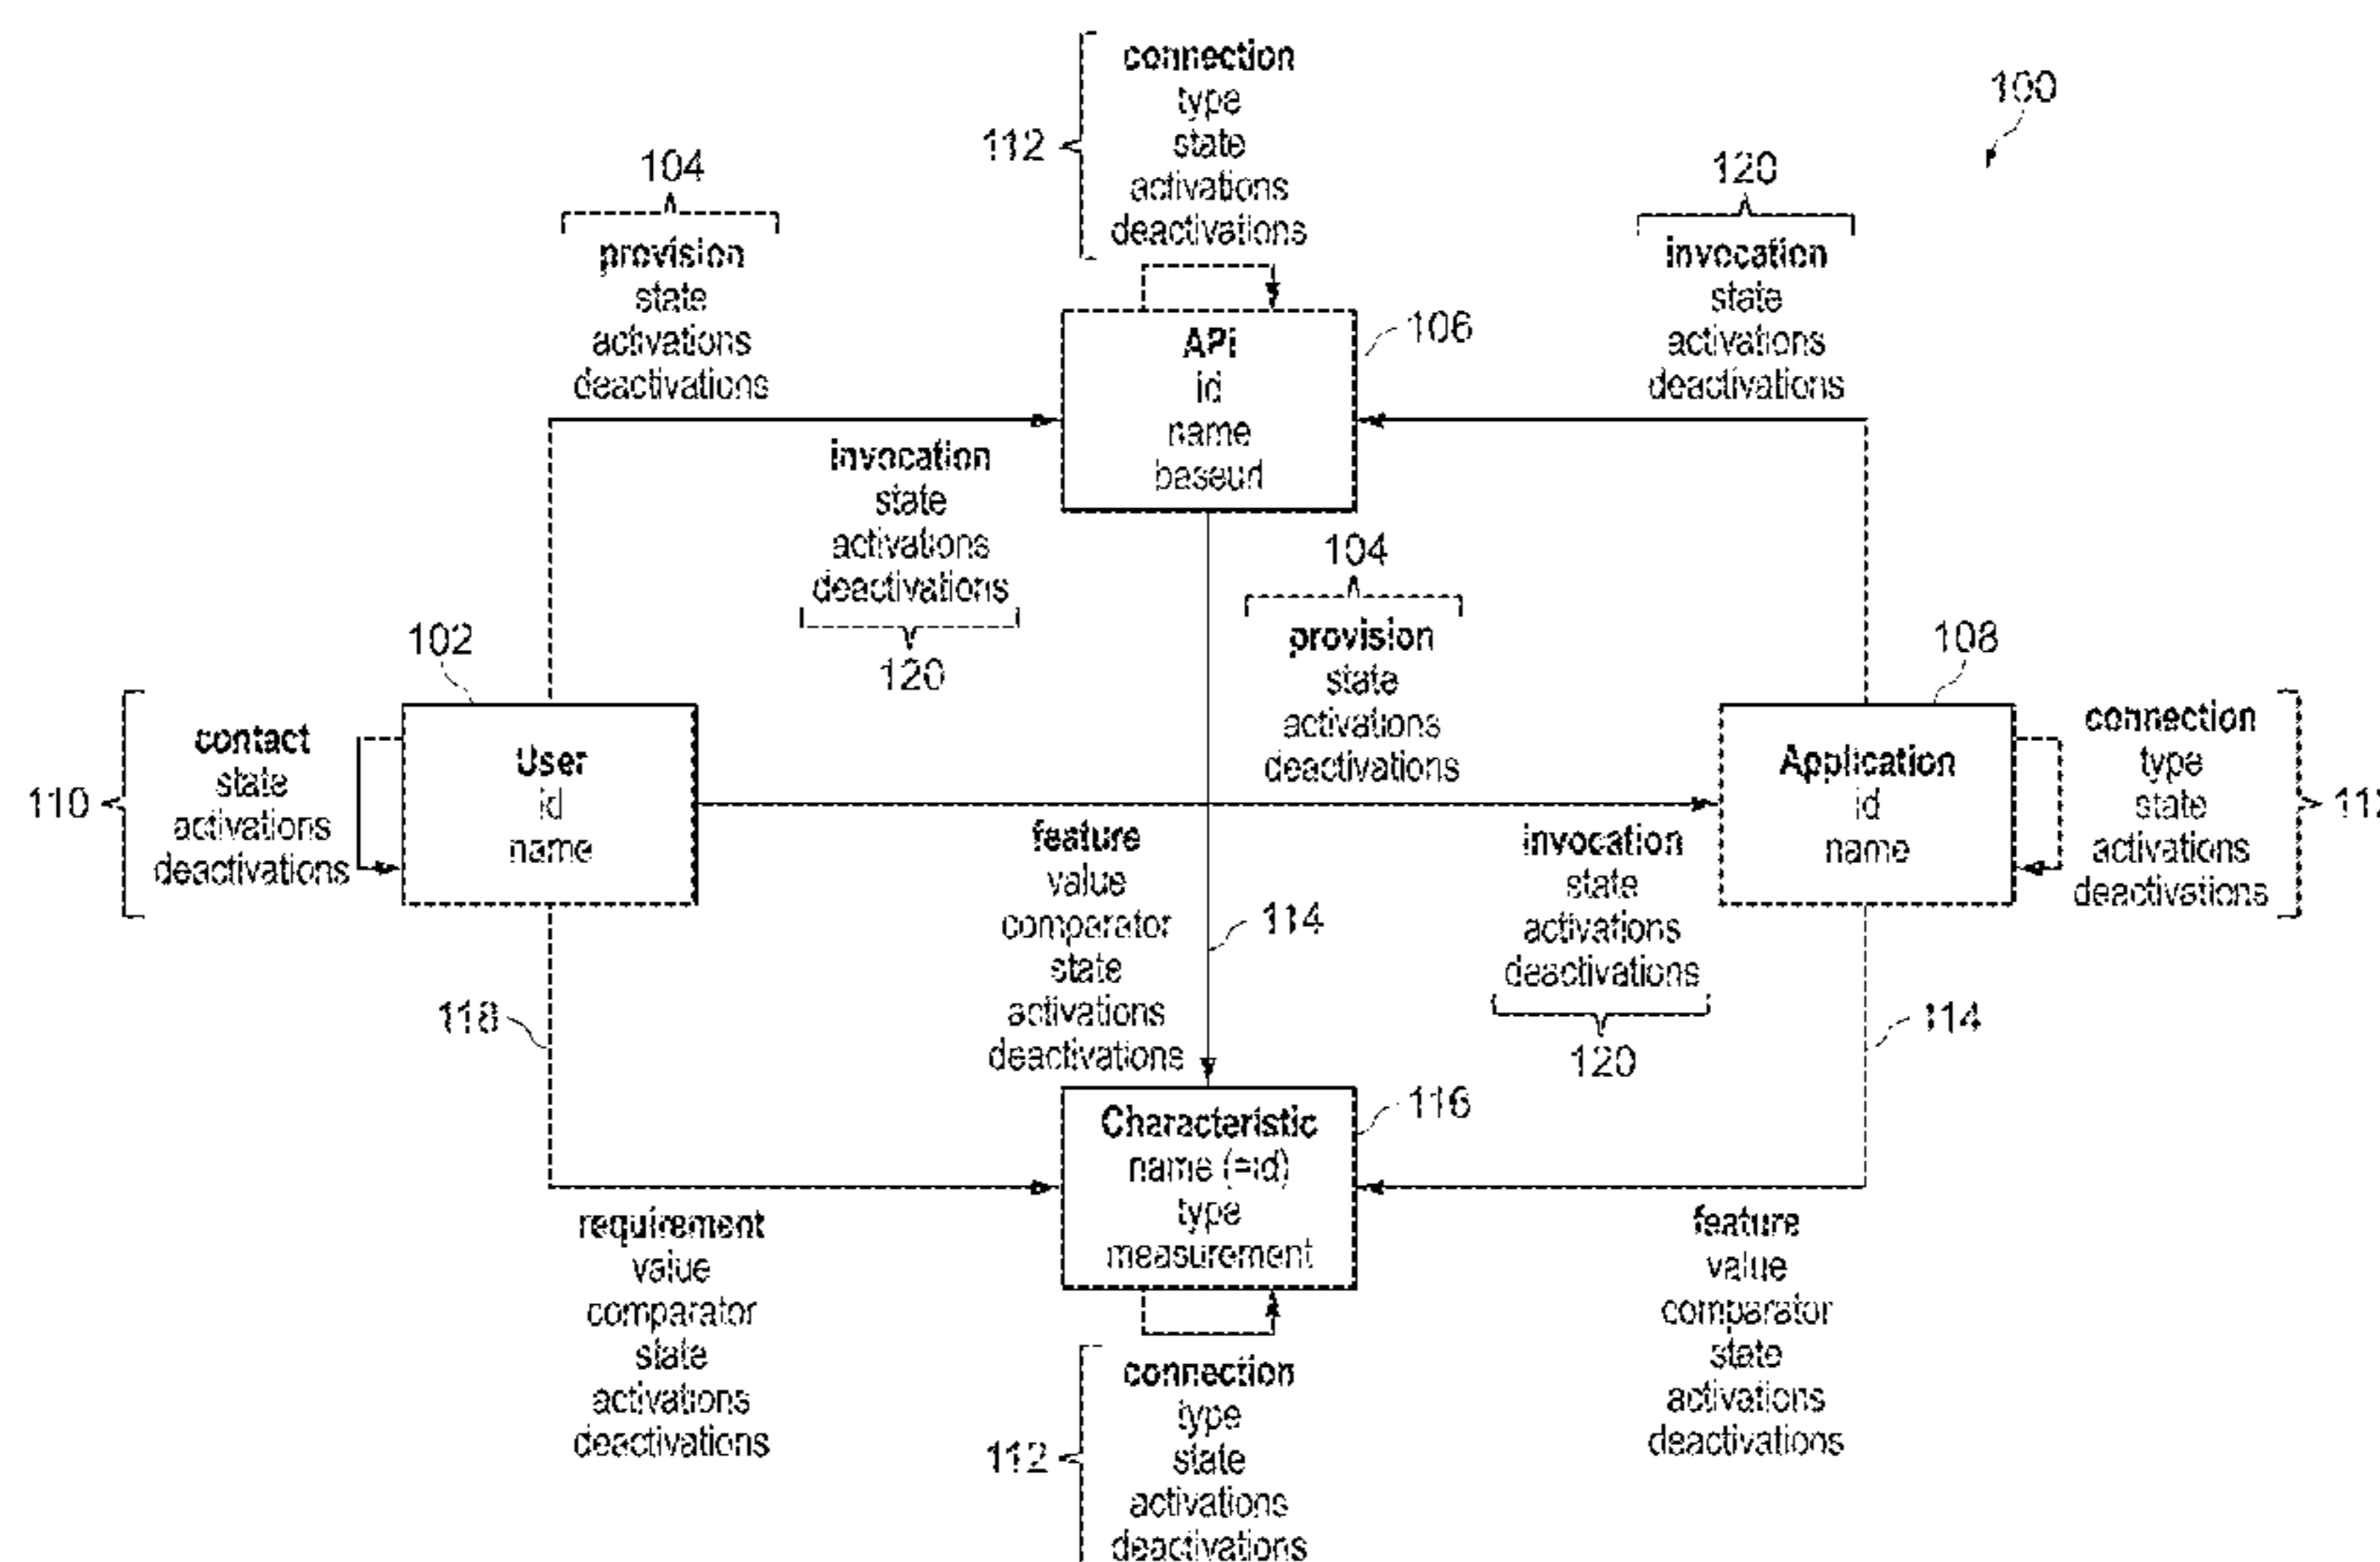 100
connection
type
state
activations
deactivations
112
104
provision
state
activations
deactivations
120
invocation
state
activations
deactivations
API
id
name
baseurl
106
invocation
state
activations
deactivations
120
104
provision
state
activations
deactivations
102
User
id
name
110
contact
state
activations
deactivations
108
Application
id
name
connection
type
state
activations
deactivations
feature
value
comparator
state
activations
deactivations
114
invocation
state
activations
deactivations
120
118
114
Characteristic
name (=id)
type
measurement
116
requirement
value
comparator
state
activations
deactivations
feature
value
comparator
state
activations
deactivations
112
connection
type
state
activations
deactivations